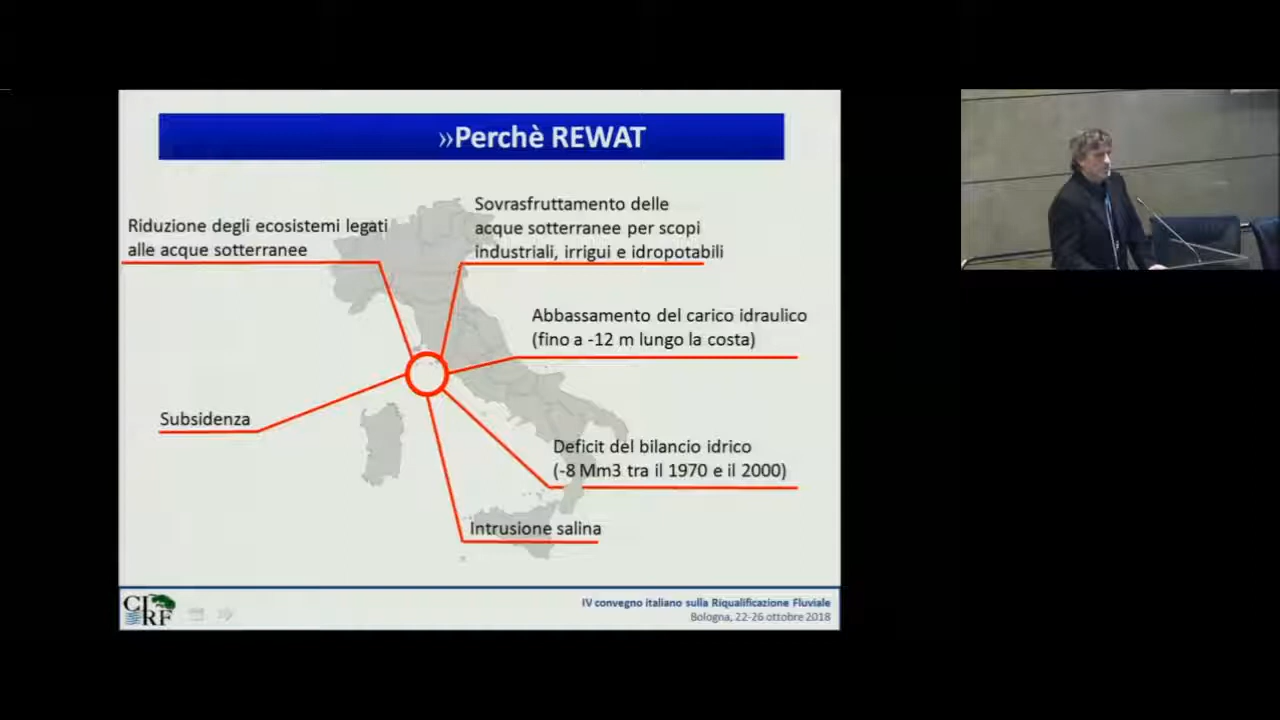 »Perchè REWAT
Riduzione degli ecosistemi legati
alle acque sotterranee
Sovrasfruttamento delle
acque sotterranee per scopi
industriali, irrigui e idropotabili
Abbassamento del carico idraulico
(fino a -12 m lungo la costa)
Subsidenza
Deficit del bilancio idrico
(-8 Mm3 tra il 1970 e il 2000)
Intrusione salina
CIRF
IV convegno italiano sulla Riqualificazione Fluviale
Bologna, 22-26 ottobre 2018